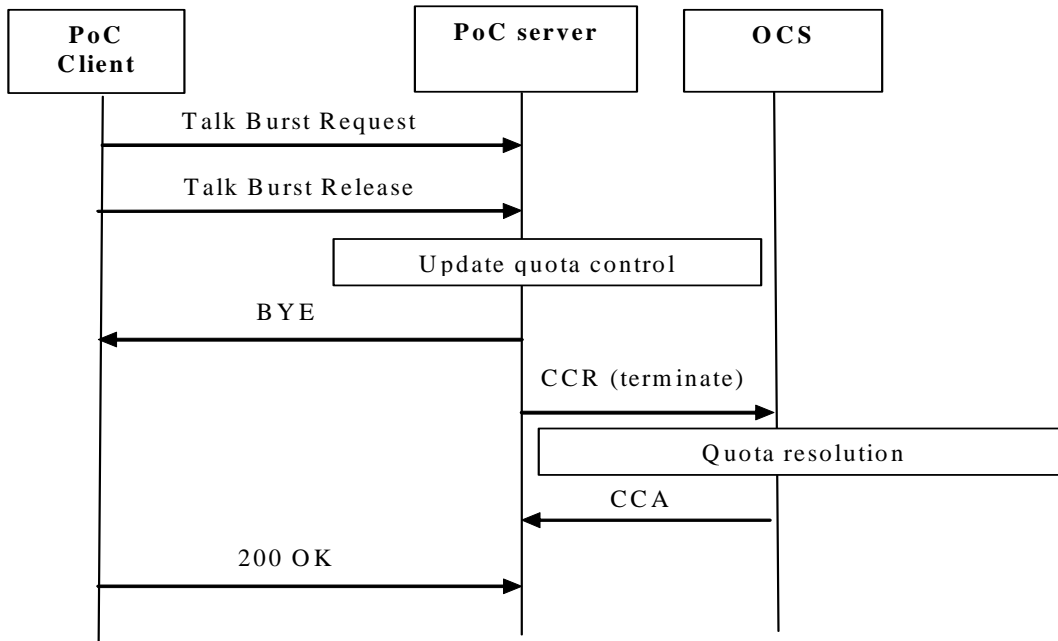 PoC
Client
PoC server
OCS
Talk Burst Request
Talk Burst Release
Update quota control
BYE
CCR (terminate)
Quota resolution
CCA
200 OK